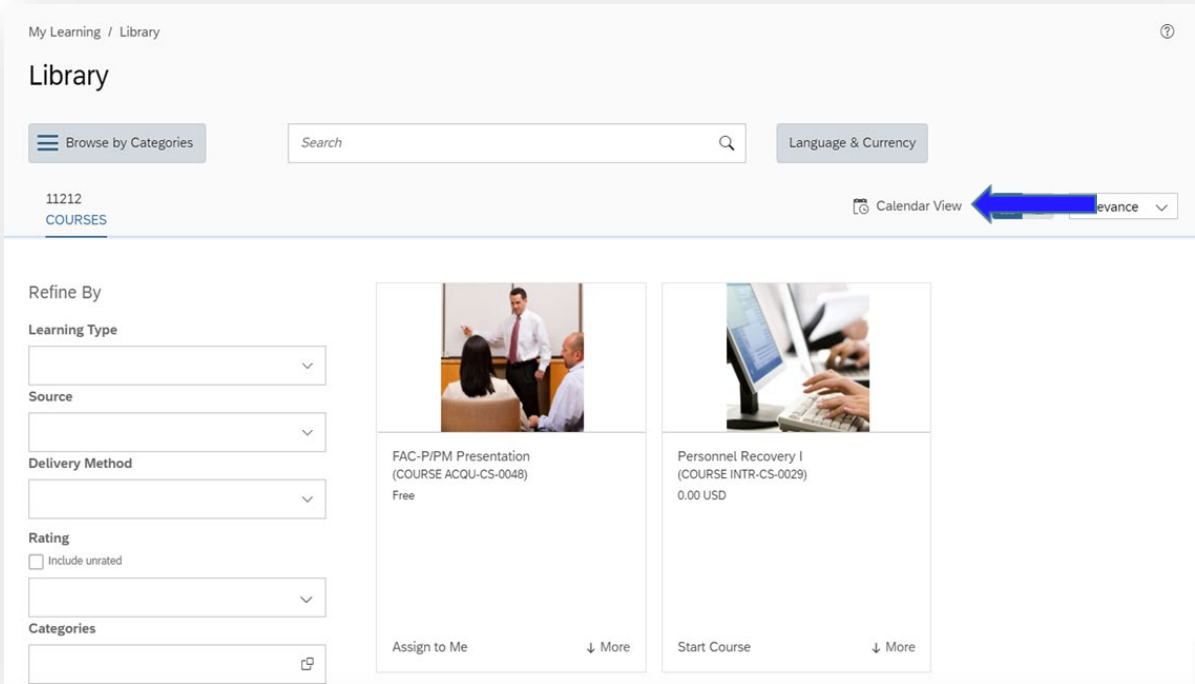 My Learning / Library
Library
Browse by Categories
Search
Language & Currency
11212
COURSES
Calendar View
Refine By
Learning Type
Source
Delivery Method
Rating
Include unrated
Categories
FAC-P/PM Presentation
(COURSE ACQU-CS-0048)
Free
Assign to Me
More
Personnel Recovery I
(COURSE INTR-CS-0029)
0.00 USD
Start Course
More